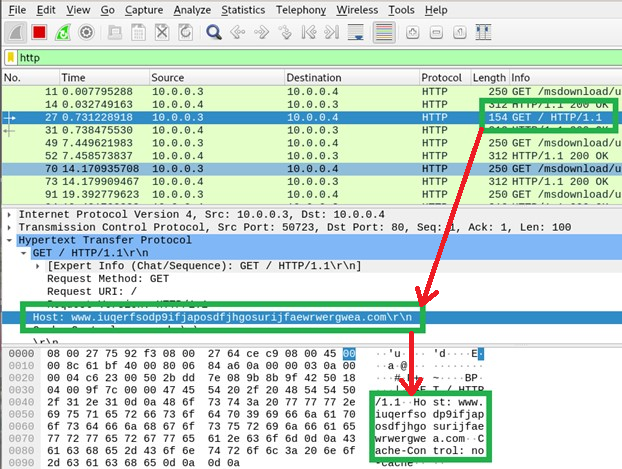 File Edit View Go Capture Analyze Statistics Telephony Wireless Tools Help
http
No. Time Source Destination Protocol Length Info
11 0.007795288 10.0.0.3 10.0.0.4 HTTP 250 GET /msdownload/u
14 0.032749163 10.0.0.4 10.0.0.3 HTTP 312 HTTP/1.1 200 OK
27 0.731228918 10.0.0.3 10.0.0.4 HTTP 154 GET / HTTP/1.1
31 0.738475530 10.0.0.4 10.0.0.3 HTTP
49 7.449621983 10.0.0.3 10.0.0.4 HTTP 250 GET /msdownload/u
52 7.458573837 10.0.0.4 10.0.0.3 HTTP 312 HTTP/1.1 200 OK
70 14.170935708 10.0.0.3 10.0.0.4 HTTP 250 GET /msdownload/u
73 14.179909467 10.0.0.4 10.0.0.3 HTTP 312 HTTP/1.1 200 OK
91 19.392779623 10.0.0.3 10.0.0.4 HTTP 250 GET /msdownload/u
Internet Protocol Version 4, Src: 10.0.0.3, Dst: 10.0.0.4
Transmission Control Protocol, Src Port: 50723, Dst Port: 80, Seq: 1, Ack: 1, Len: 100
Hypertext Transfer Protocol
GET / HTTP/1.1\r\n
[Expert Info (Chat/Sequence): GET / HTTP/1.1\r\n]
Request Method: GET
Request URI: /
Host: www.iuqerfsodp9ifjaposdfjhgosurijfaewrwergwea.com\r\n
\r\n
0000 08 00 27 75 92 f3 08 00 27 64 ce c9 08 00 45 00 ··'u···· 'd····E·
0010 00 8c 61 bf 40 00 80 06 84 a6 0a 00 00 03 0a 00
0020 00 04 c6 23 00 50 2b dd 7e 08 9b 8b 9f 42 50 18
0030 04 00 9f 7c 00 00 47 45 54 20 2f 20 48 54 54 50
0040 2f 31 2e 31 0d 0a 48 6f 73 74 3a 20 77 77 77 2e /1.1··Ho st: www.
0050 69 75 71 65 72 66 73 6f 64 70 39 69 66 6a 61 70 iuqerfso dp9ifjap
0060 6f 73 64 66 6a 68 67 6f 73 75 72 69 6a 66 61 65 osdfjhgo surijfae
0070 77 72 77 65 72 67 77 65 61 2e 63 6f 6d 0d 0a 43 wrwergwe a.com··C
0080 61 63 68 65 2d 43 6f 6e 74 72 6f 6c 3a 20 6e 6f ache-Con trol: no
0090 2d 63 61 63 68 65 0d 0a 0d 0a -cache··